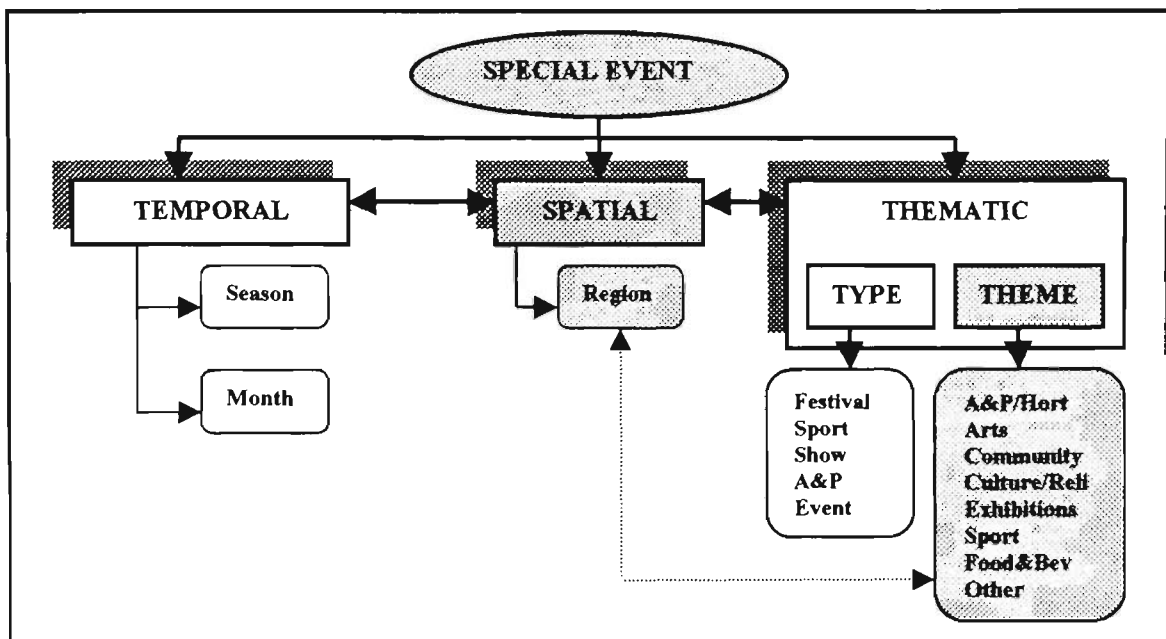 SPECIAL EVENT
TEMPORAL
SPATIAL
THEMATIC
Season
Month
Region
TYPE
THEME
Festival
Sport
Show
A&P
Event
A&P/Hort
Arts
Community
Culture/Reli
Exhibitions
Sport
Food&Bev
Other